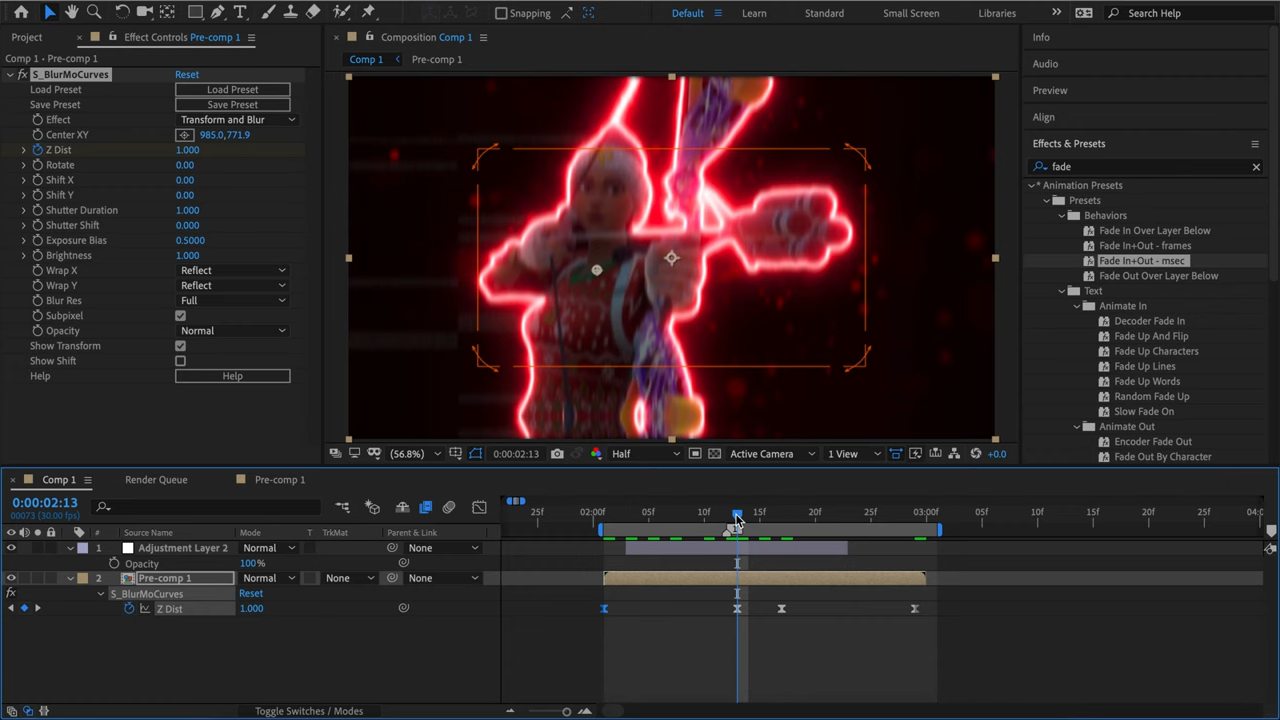 Snapping
Default
Learn
Standard
Small Screen
Libraries
Search Help
Project
Effect Controls Pre-comp 1
Composition Comp 1
Info
Comp 1 - Pre-comp 1
Comp 1
Pre-comp 1
Audio
fx S_BlurMoCurves Reset
Load Preset Load Preset
Preview
Save Preset Save Preset
Effect Transform and Blur
Align
Center XY 985.0,771.9
Z Dist 1.000
Effects & Presets
Rotate 0.00
fade
Shift X 0.00
* Animation Presets
Shift Y 0.00
Presets
Shutter Duration 1.000
Behaviors
Shutter Shift 0.000
Fade In Over Layer Below
Exposure Bias 0.5000
Fade In+Out - frames
Brightness 1.000
Fade In+Out - msec
Wrap X Reflect
Fade Out Over Layer Below
Wrap Y Reflect
Text
Blur Res Full
Animate In
Subpixel
Decoder Fade In
Opacity Normal
Fade Up And Flip
Show Transform
Fade Up Characters
Show Shift
Fade Up Lines
Help Help
Fade Up Words
Random Fade Up
Slow Fade On
Animate Out
Encoder Fade Out
Fade Out By Character
(56.8%) 0:00:02:13 Half Active Camera 1 View +0.0
Comp 1
Render Queue
Pre-comp 1
0:00:02:13
00073 (30.00 fps)
25f 02:00f 05f 10f 15f 20f 25f 03:00f 05f 10f 15f 20f 25f 04:0
# Source Name Mode T TrkMat Parent & Link
1 Adjustment Layer 2 Normal None
Opacity 100%
2 Pre-comp 1 Normal None None
fx S_BlurMoCurves Reset
Z Dist 1.000
Toggle Switches / Modes